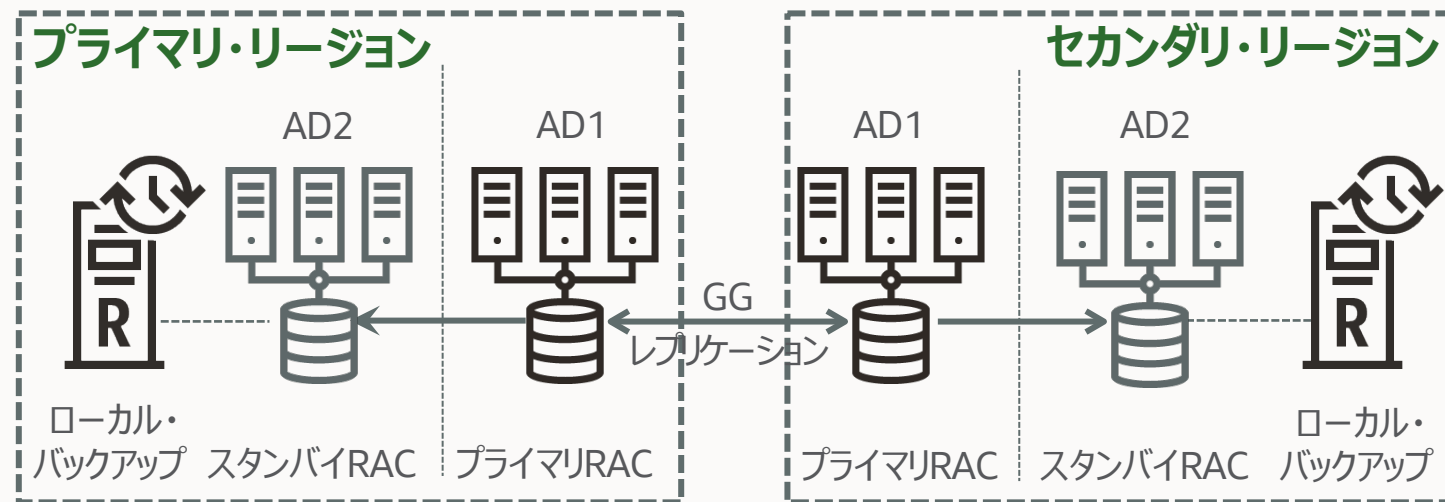 プライマリ・リージョン
AD2
AD1
R
ローカル・
バックアップ
スタンバイRAC
プライマリRAC
GG
レプリケーション
セカンダリ・リージョン
AD1
AD2
R
プライマリRAC
スタンバイRAC
ローカル・
バックアップ